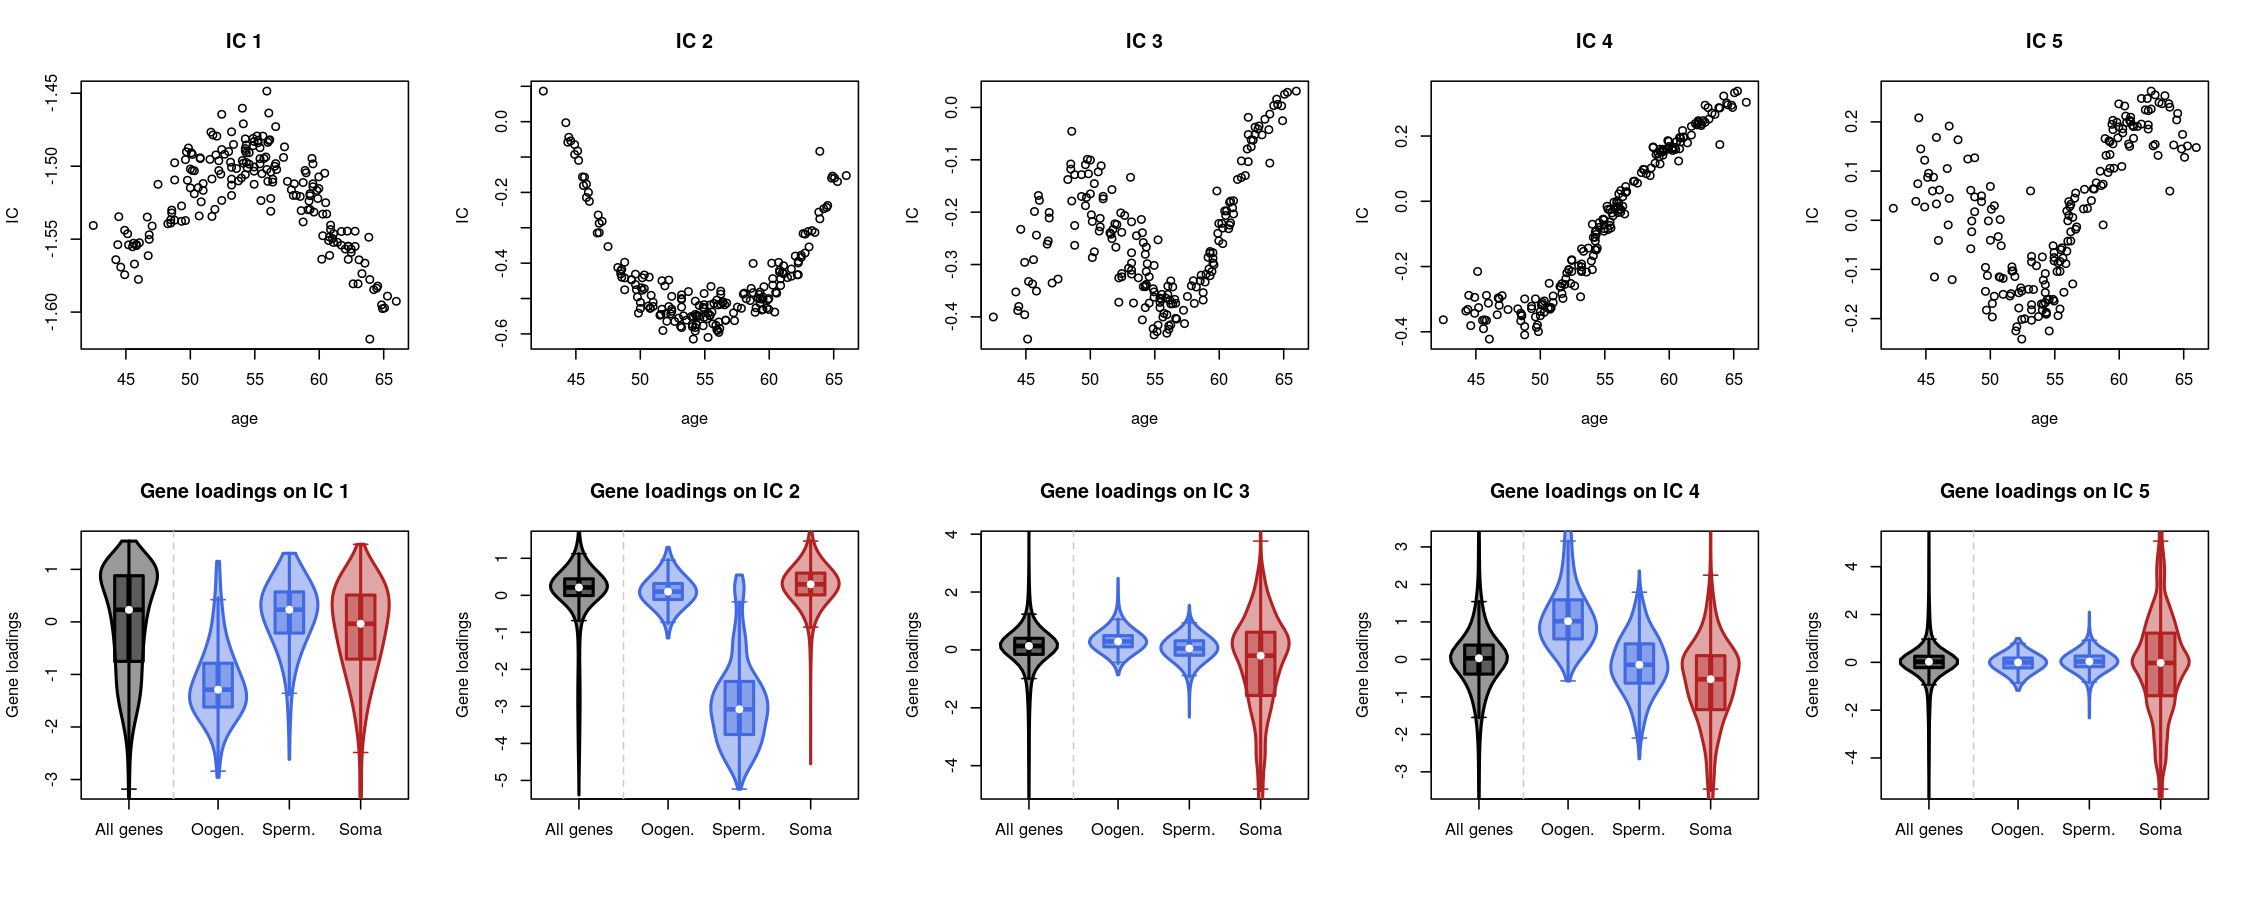 IC 1
IC 2
IC 3
IC 4
IC 5
IC
-1.60 -1.55 -1.50 -1.45
45 50 55 60 65
age
IC
-0.6 -0.4 -0.2 0.0
45 50 55 60 65
age
IC
-0.4 -0.3 -0.2 -0.1 0.0
45 50 55 60 65
age
IC
-0.4 -0.2 0.0 0.2
45 50 55 60 65
age
IC
-0.2 -0.1 0.0 0.1 0.2
45 50 55 60 65
age
Gene loadings on IC 1
Gene loadings on IC 2
Gene loadings on IC 3
Gene loadings on IC 4
Gene loadings on IC 5
Gene loadings
-3 -2 -1 0 1
All genes Oogen. Sperm. Soma
Gene loadings
-5 -4 -3 -2 -1 0 1
All genes Oogen. Sperm. Soma
Gene loadings
-4 -2 0 2 4
All genes Oogen. Sperm. Soma
Gene loadings
-3 -2 -1 0 1 2 3
All genes Oogen. Sperm. Soma
Gene loadings
-4 -2 0 2 4
All genes Oogen. Sperm. Soma